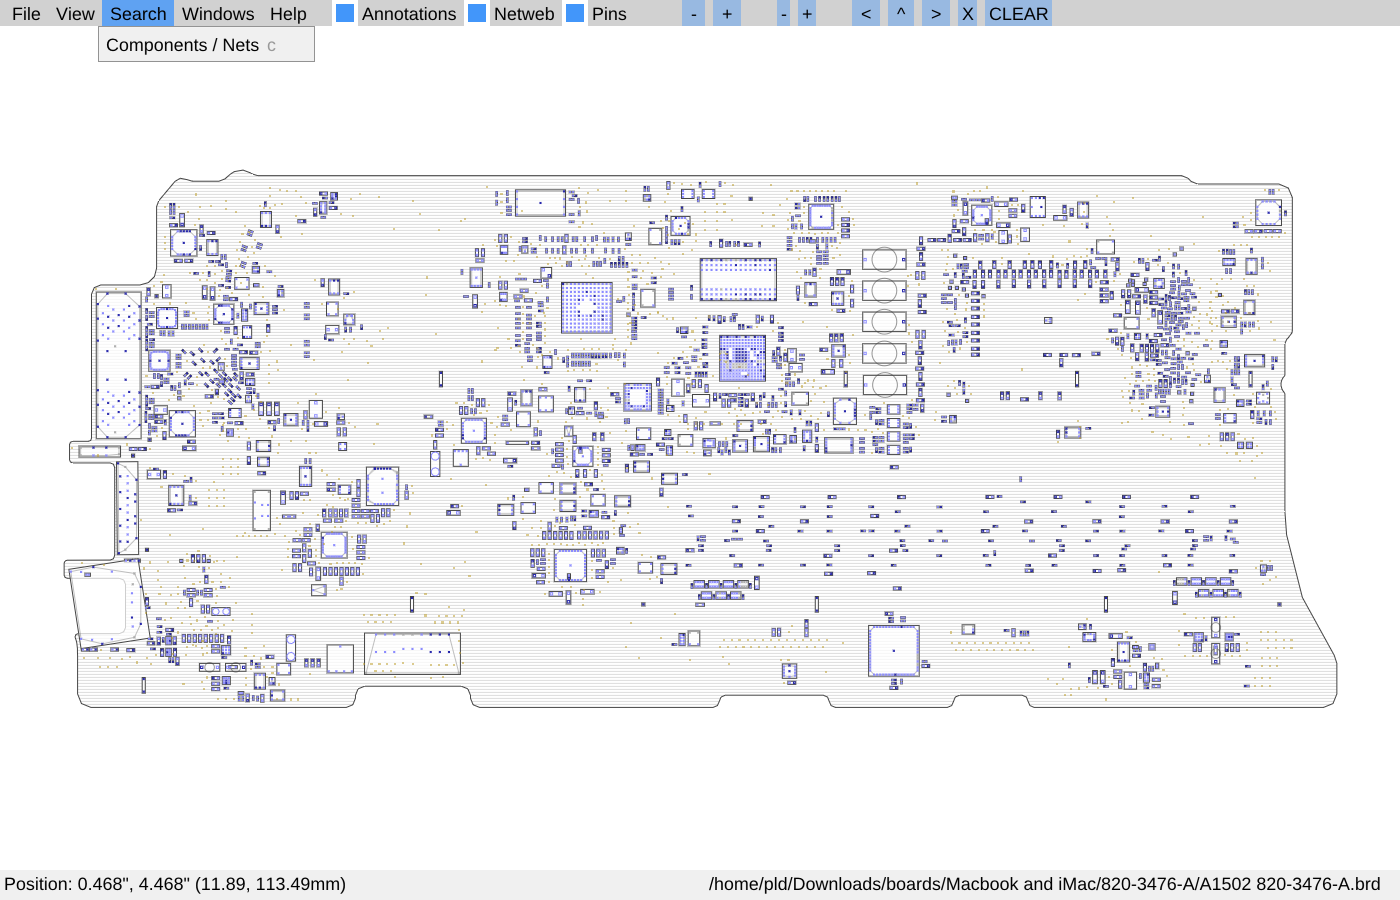 File View Search Windows Help Annotations Netweb Pins - + - + < ^ > X CLEAR
Components / Nets c
Position: 0.468", 4.468" (11.89, 113.49mm) /home/pld/Downloads/boards/Macbook and iMac/820-3476-A/A1502 820-3476-A.brd